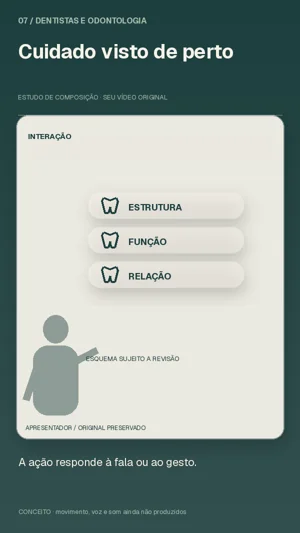 07 / DENTISTAS E ODONTOLOGIA
Cuidado visto de perto
ESTUDO DE COMPOSIÇÃO · SEU VÍDEO ORIGINAL
INTERAÇÃO
ESTRUTURA
FUNÇÃO
RELAÇÃO
ESQUEMA SUJEITO A REVISÃO
APRESENTADOR / ORIGINAL PRESERVADO
A ação responde à fala ou ao gesto.
CONCEITO · movimento, voz e som ainda não produzidos